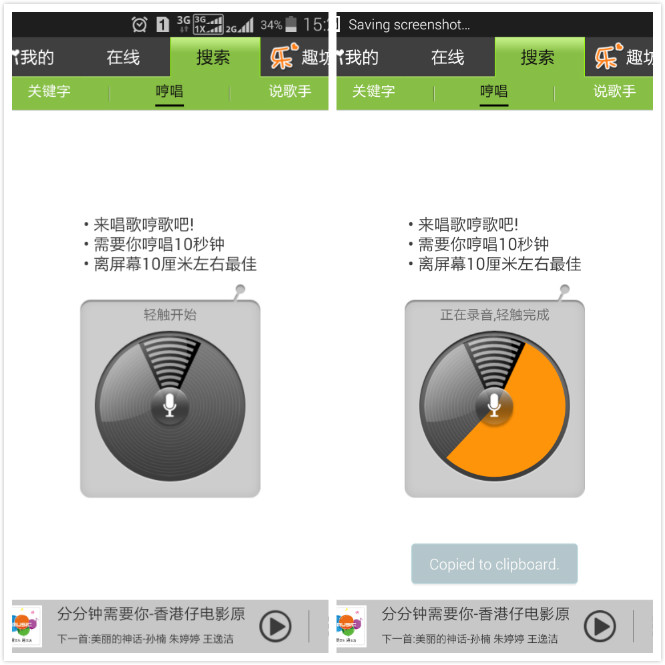 3G 3G 1X 2G 34% 15:2
我的 在线 搜索 乐 趣坊
关键字 哼唱 说歌手
• 来唱歌哼歌吧!
• 需要你哼唱10秒钟
• 离屏幕10厘米左右最佳
轻触开始
MUSIC
分分钟需要你-香港仔电影原
下一首:美丽的神话-孙楠 朱婷婷 王逸洁
Saving screenshot...
我的 在线 搜索 乐 趣坊
关键字 哼唱 说歌手
• 来唱歌哼歌吧!
• 需要你哼唱10秒钟
• 离屏幕10厘米左右最佳
正在录音,轻触完成
Copied to clipboard.
MUSIC
分分钟需要你-香港仔电影原
下一首:美丽的神话-孙楠 朱婷婷 王逸洁